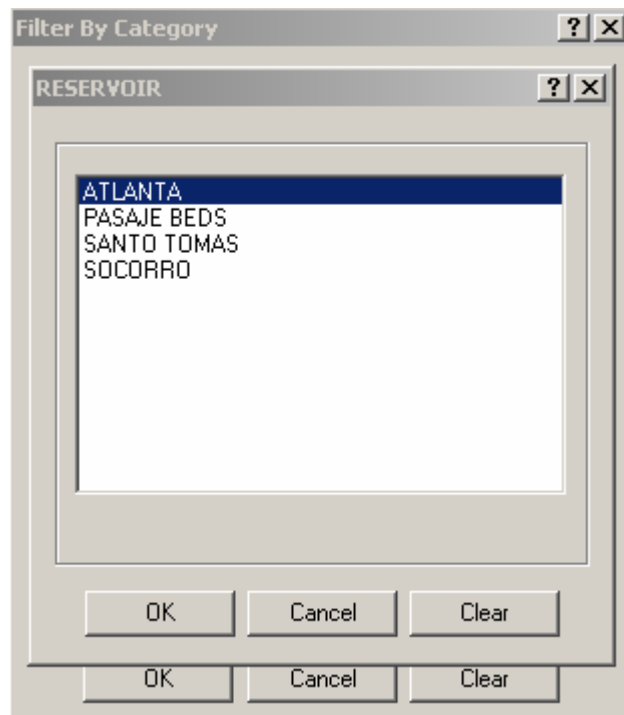 Filter By Category
RESERVOIR
ATLANTA
PASAJE BEDS
SANTO TOMAS
SOCORRO
OK Cancel Clear
OK Cancel Clear